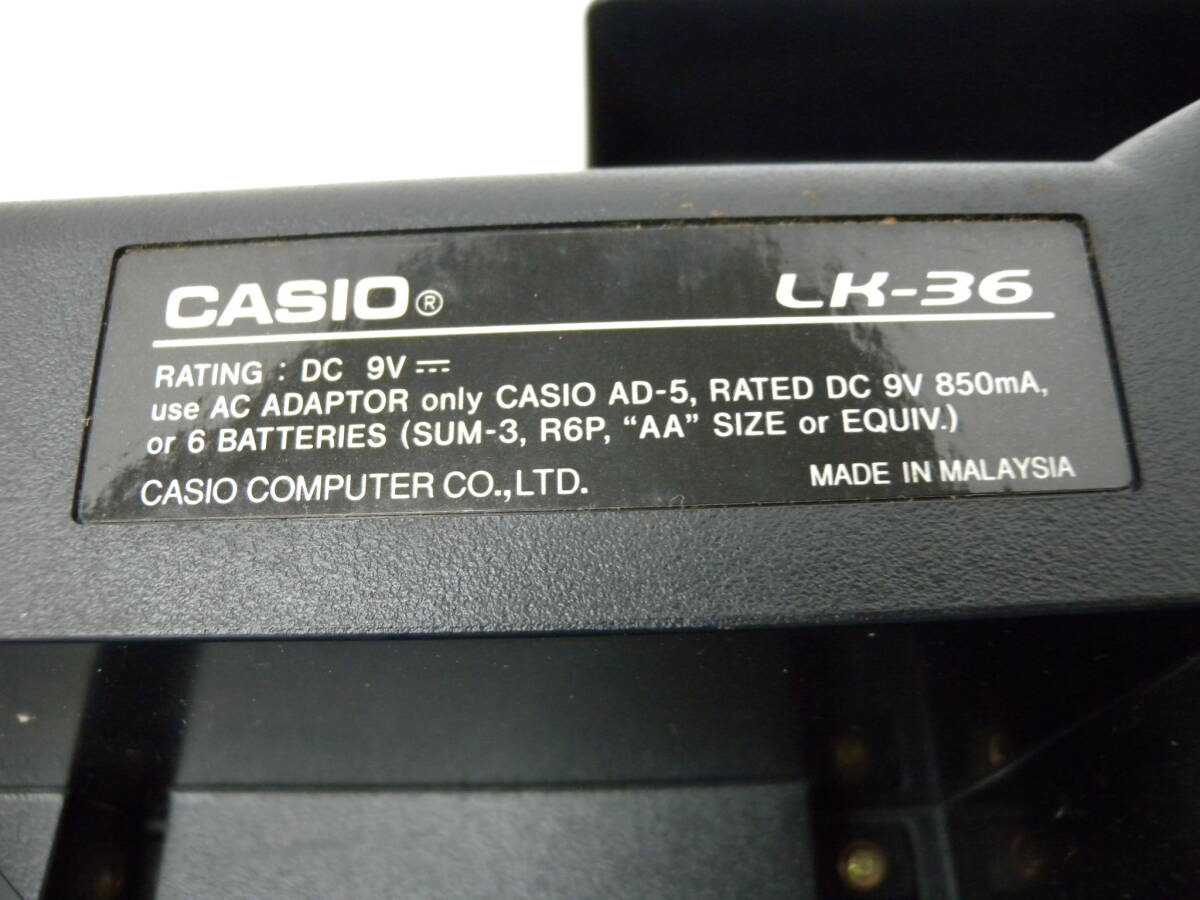 CASIO® LK-36
RATING : DC 9V ⎓
use AC ADAPTOR only CASIO AD-5, RATED DC 9V 850mA,
or 6 BATTERIES (SUM-3, R6P, “AA” SIZE or EQUIV.)
CASIO COMPUTER CO.,LTD. MADE IN MALAYSIA